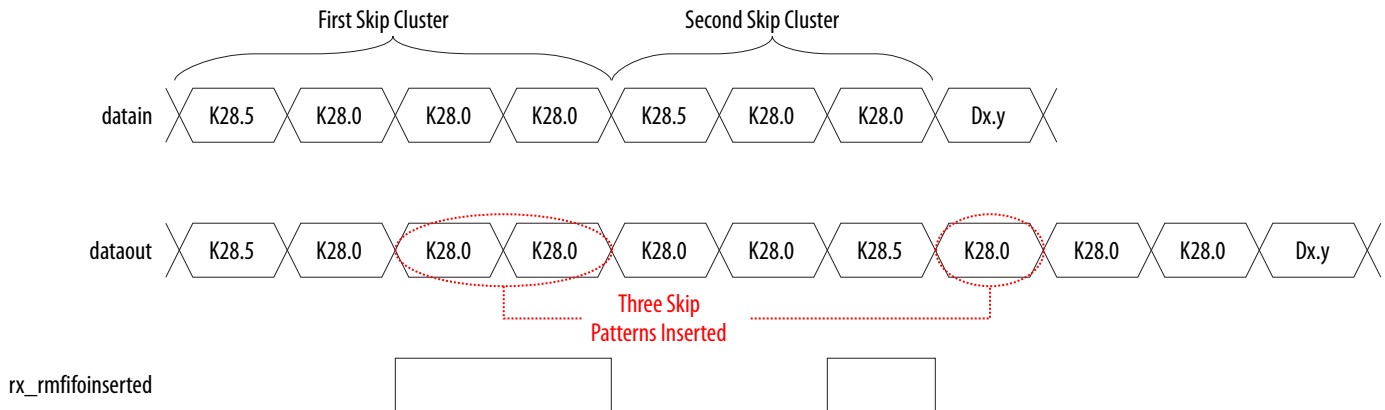 First Skip Cluster Second Skip Cluster
datain K28.5 K28.0 K28.0 K28.0 K28.5 K28.0 K28.0 Dx.y
dataout K28.5 K28.0 K28.0 K28.0 K28.0 K28.0 K28.5 K28.0 K28.0 K28.0 Dx.y
Three Skip
Patterns Inserted
rx_rmfifoinserted